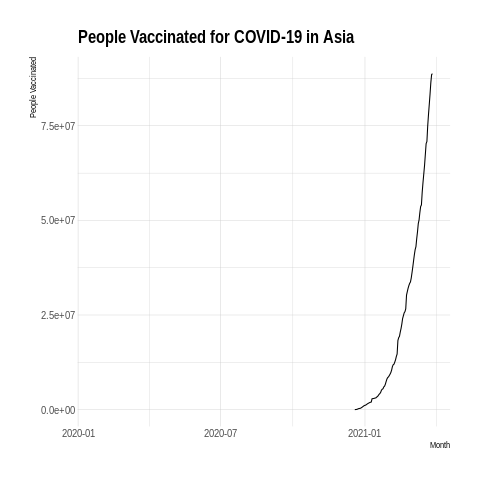 People Vaccinated for COVID-19 in Asia
People Vaccinated
7.5e+07
5.0e+07
2.5e+07
0.0e+00
2020-01
2020-07
2021-01
Month